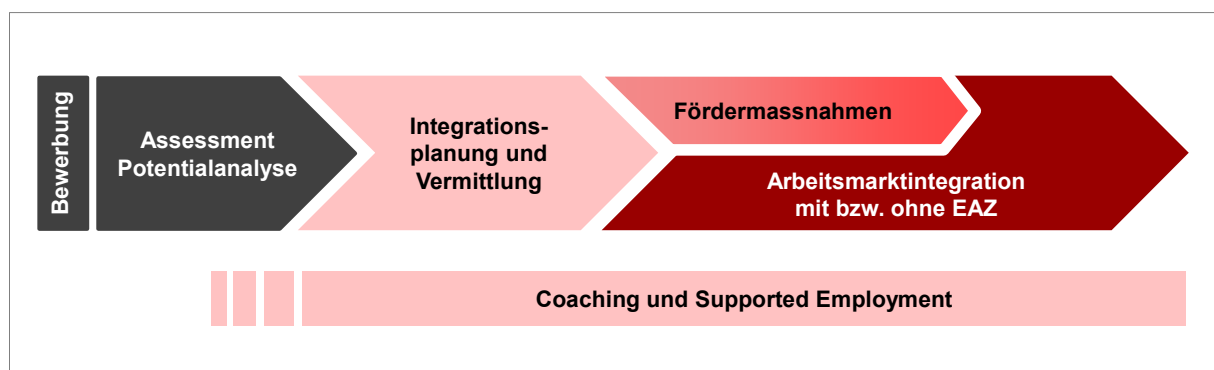 Bewerbung
Assessment
Potentialanalyse
Integrations-
planung und
Vermittlung
Fördermassnahmen
Arbeitsmarktintegration
mit bzw. ohne EAZ
Coaching und Supported Employment